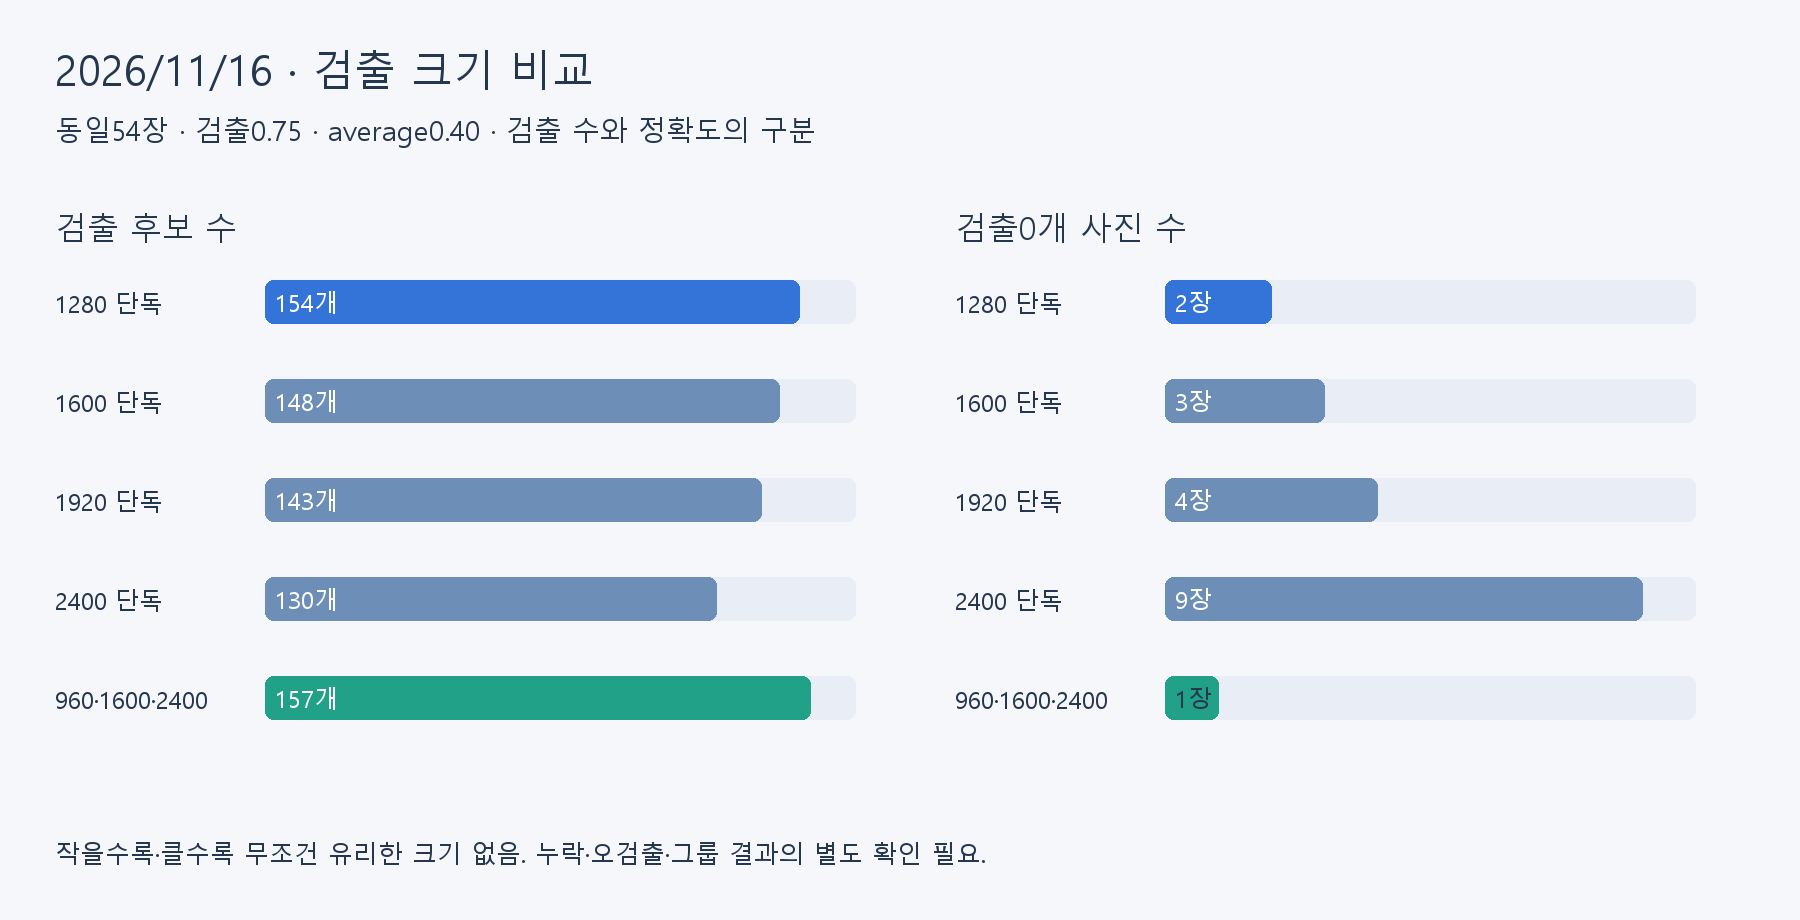 2026/11/16 · 검출 크기 비교
동일54장 · 검출0.75 · average0.40 · 검출 수와 정확도의 구분
검출 후보 수
1280 단독 154개
1600 단독 148개
1920 단독 143개
2400 단독 130개
960·1600·2400 157개
검출0개 사진 수
1280 단독 2장
1600 단독 3장
1920 단독 4장
2400 단독 9장
960·1600·2400 1장
작을수록·클수록 무조건 유리한 크기 없음. 누락·오검출·그룹 결과의 별도 확인 필요.